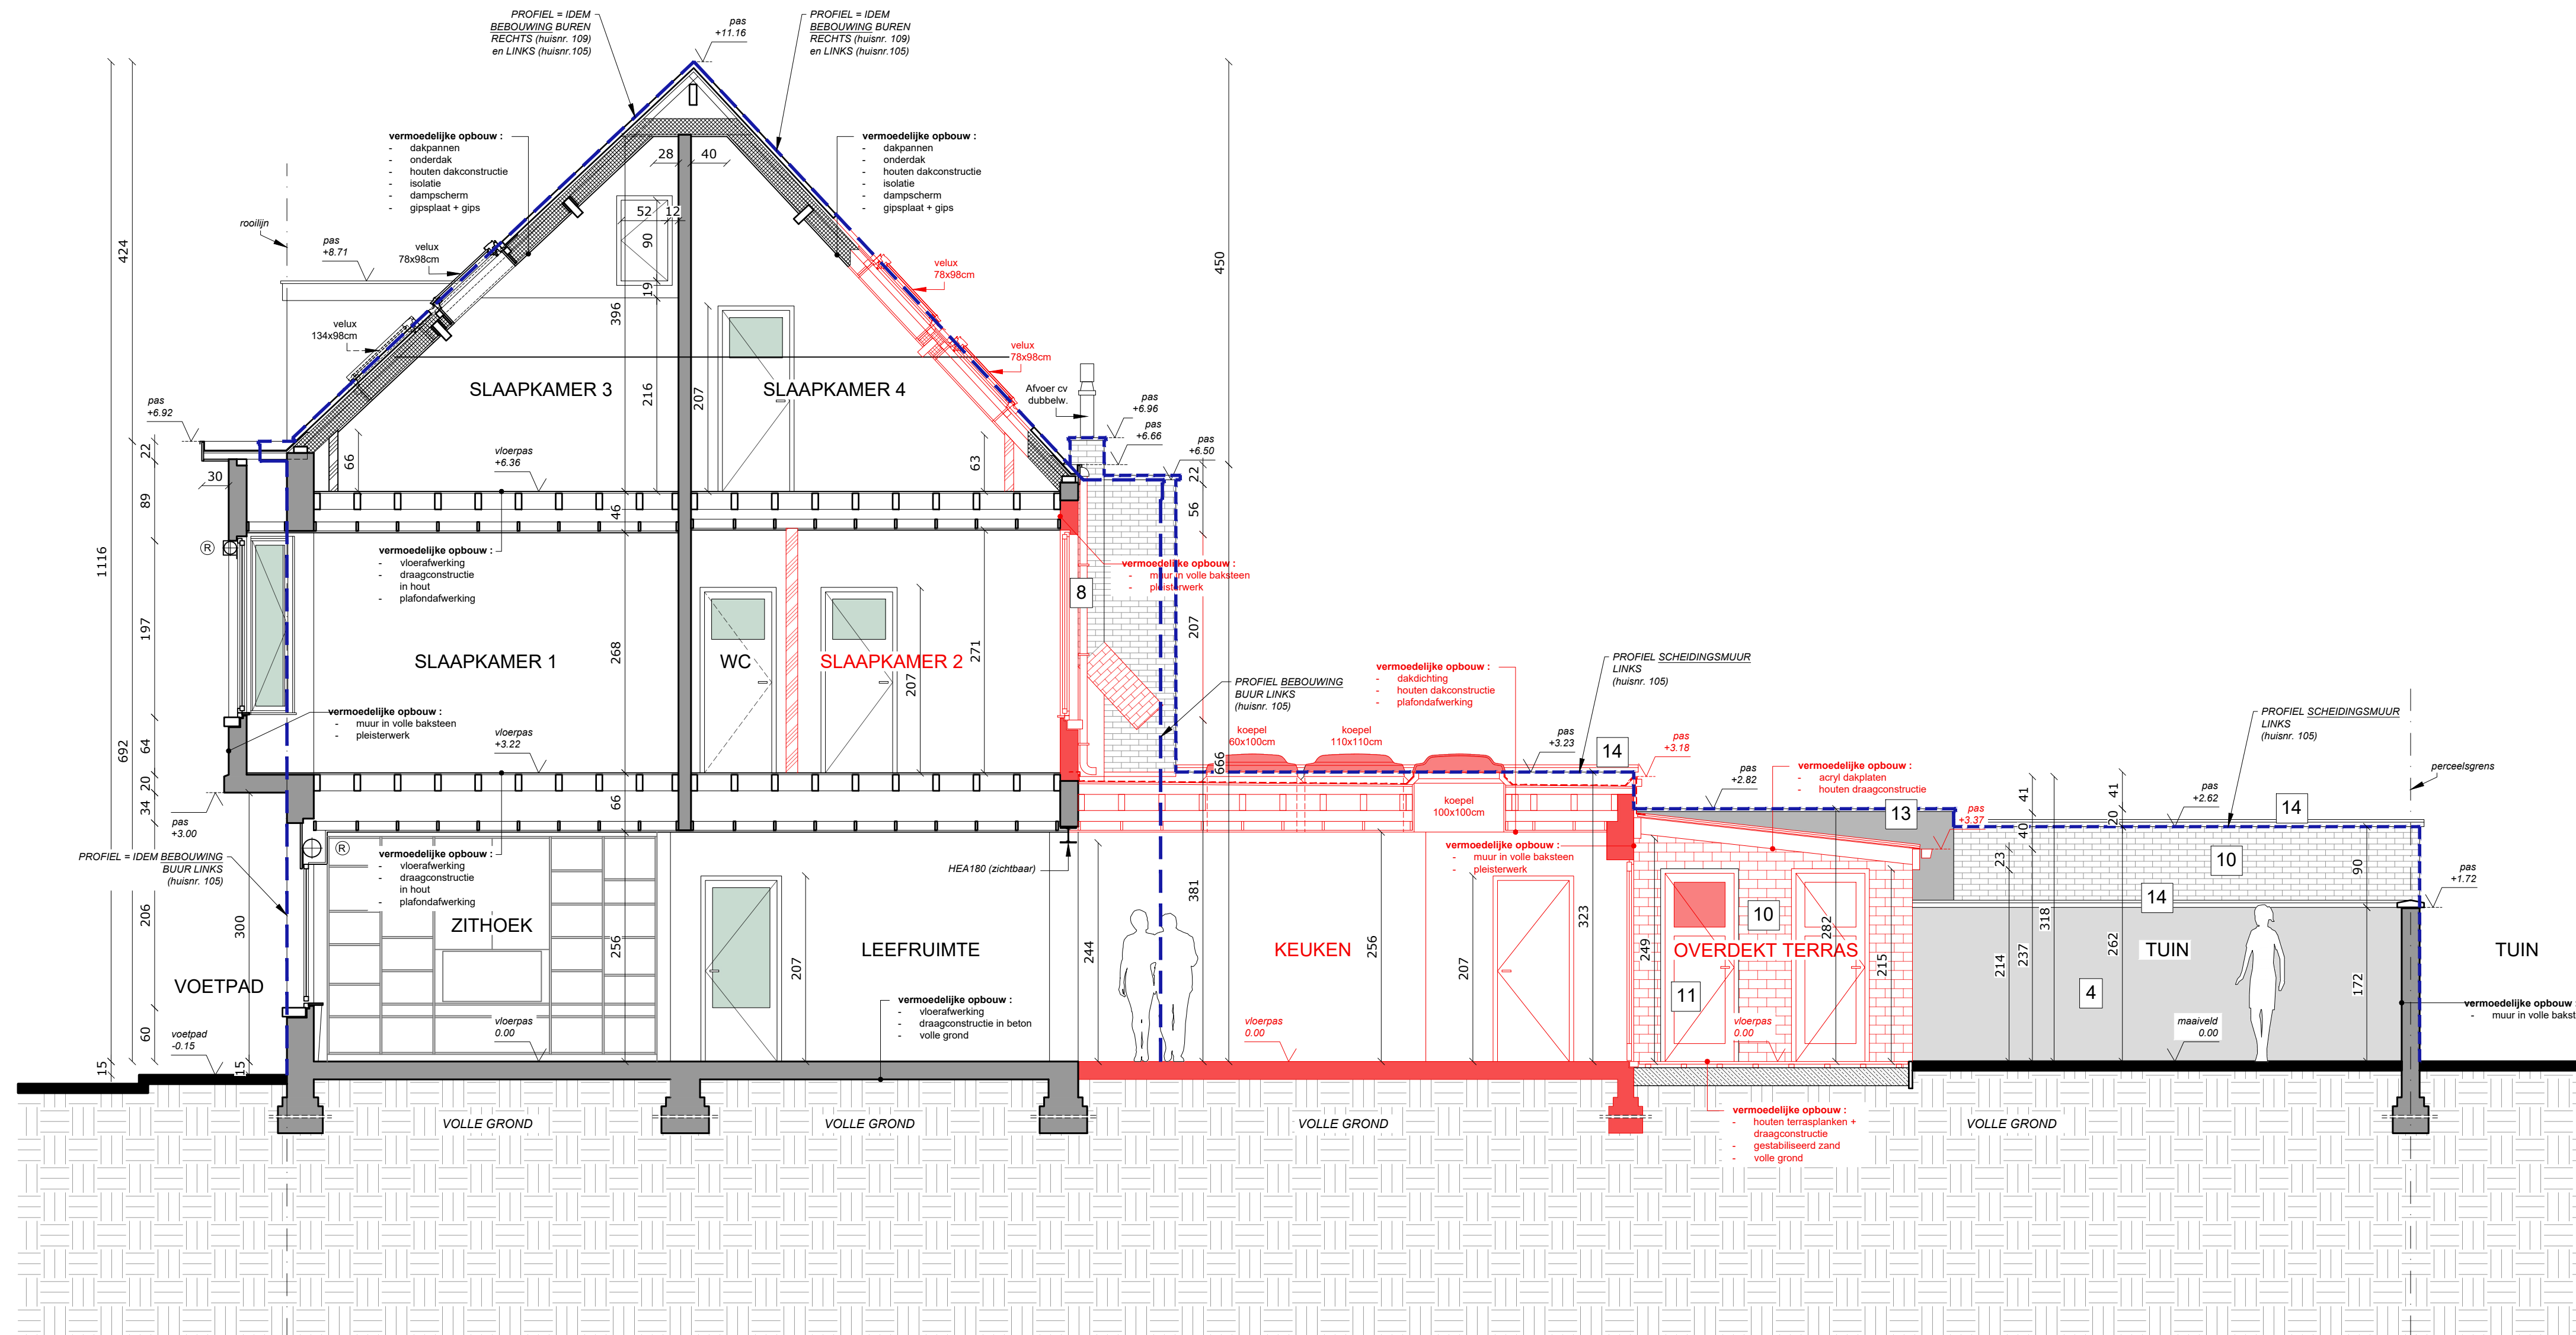 PROFIEL = IDEM
BEBOUWING BUREN
RECHTS (huisnr. 109)
en LINKS (huisnr.105)
pas
+11.16
PROFIEL = IDEM
BEBOUWING BUREN
RECHTS (huisnr. 109)
en LINKS (huisnr.105)
vermoedelijke opbouw :
- dakpannen
- onderdak
- houten dakconstructie
- isolatie
- dampscherm
- gipsplaat + gips
28
40
vermoedelijke opbouw :
- dakpannen
- onderdak
- houten dakconstructie
- isolatie
- dampscherm
- gipsplaat + gips
52
12
90
19
rooilijn
pas
+8.71
velux
78x98cm
velux
134x98cm
velux
78x98cm
velux
78x98cm
424
450
396
216
207
SLAAPKAMER 3
SLAAPKAMER 4
Afvoer cv
dubbelw.
pas
+6.92
pas
+6.96
pas
+6.66
pas
+6.50
22
30
66
63
vloerpas
+6.36
22
56
89
46
1116
R
vermoedelijke opbouw :
- vloerafwerking
- draagconstructie
in hout
- plafondafwerking
vermoedelijke opbouw :
- muur in volle baksteen
- pleisterwerk
8
197
207
268
271
207
SLAAPKAMER 1
WC
SLAAPKAMER 2
PROFIEL BEBOUWING
BUUR LINKS
(huisnr. 105)
vermoedelijke opbouw :
- dakdichting
- houten dakconstructie
- plafondafwerking
PROFIEL SCHEIDINGSMUUR
LINKS
(huisnr. 105)
PROFIEL SCHEIDINGSMUUR
LINKS
(huisnr. 105)
vermoedelijke opbouw :
- muur in volle baksteen
- pleisterwerk
vloerpas
+3.22
692
64
20
34
66
666
koepel
60x100cm
koepel
110x110cm
koepel
100x100cm
pas
+3.23
14
pas
+3.18
pas
+2.82
vermoedelijke opbouw :
- acryl dakplaten
- houten draagconstructie
13
pas
+3.37
41
40
41
20
pas
+2.62
14
perceelsgrens
pas
+3.00
PROFIEL = IDEM BEBOUWING
BUUR LINKS
(huisnr. 105)
R
vermoedelijke opbouw :
- vloerafwerking
- draagconstructie
in hout
- plafondafwerking
HEA180 (zichtbaar)
vermoedelijke opbouw :
- muur in volle baksteen
- pleisterwerk
23
10
90
14
pas
+1.72
206
300
256
207
244
381
256
207
323
249
282
215
214
237
318
262
172
ZITHOEK
LEEFRUIMTE
KEUKEN
10
OVERDEKT TERRAS
11
4
TUIN
TUIN
VOETPAD
vermoedelijke opbouw :
- vloerafwerking
- draagconstructie in beton
- volle grond
vermoedelijke opbouw :
- muur in volle bakst
60
voetpad
-0.15
15
15
vloerpas
0.00
vloerpas
0.00
vloerpas
0.00
maaiveld
0.00
VOLLE GROND
VOLLE GROND
VOLLE GROND
VOLLE GROND
vermoedelijke opbouw :
- houten terrasplanken +
draagconstructie
- gestabiliseerd zand
- volle grond